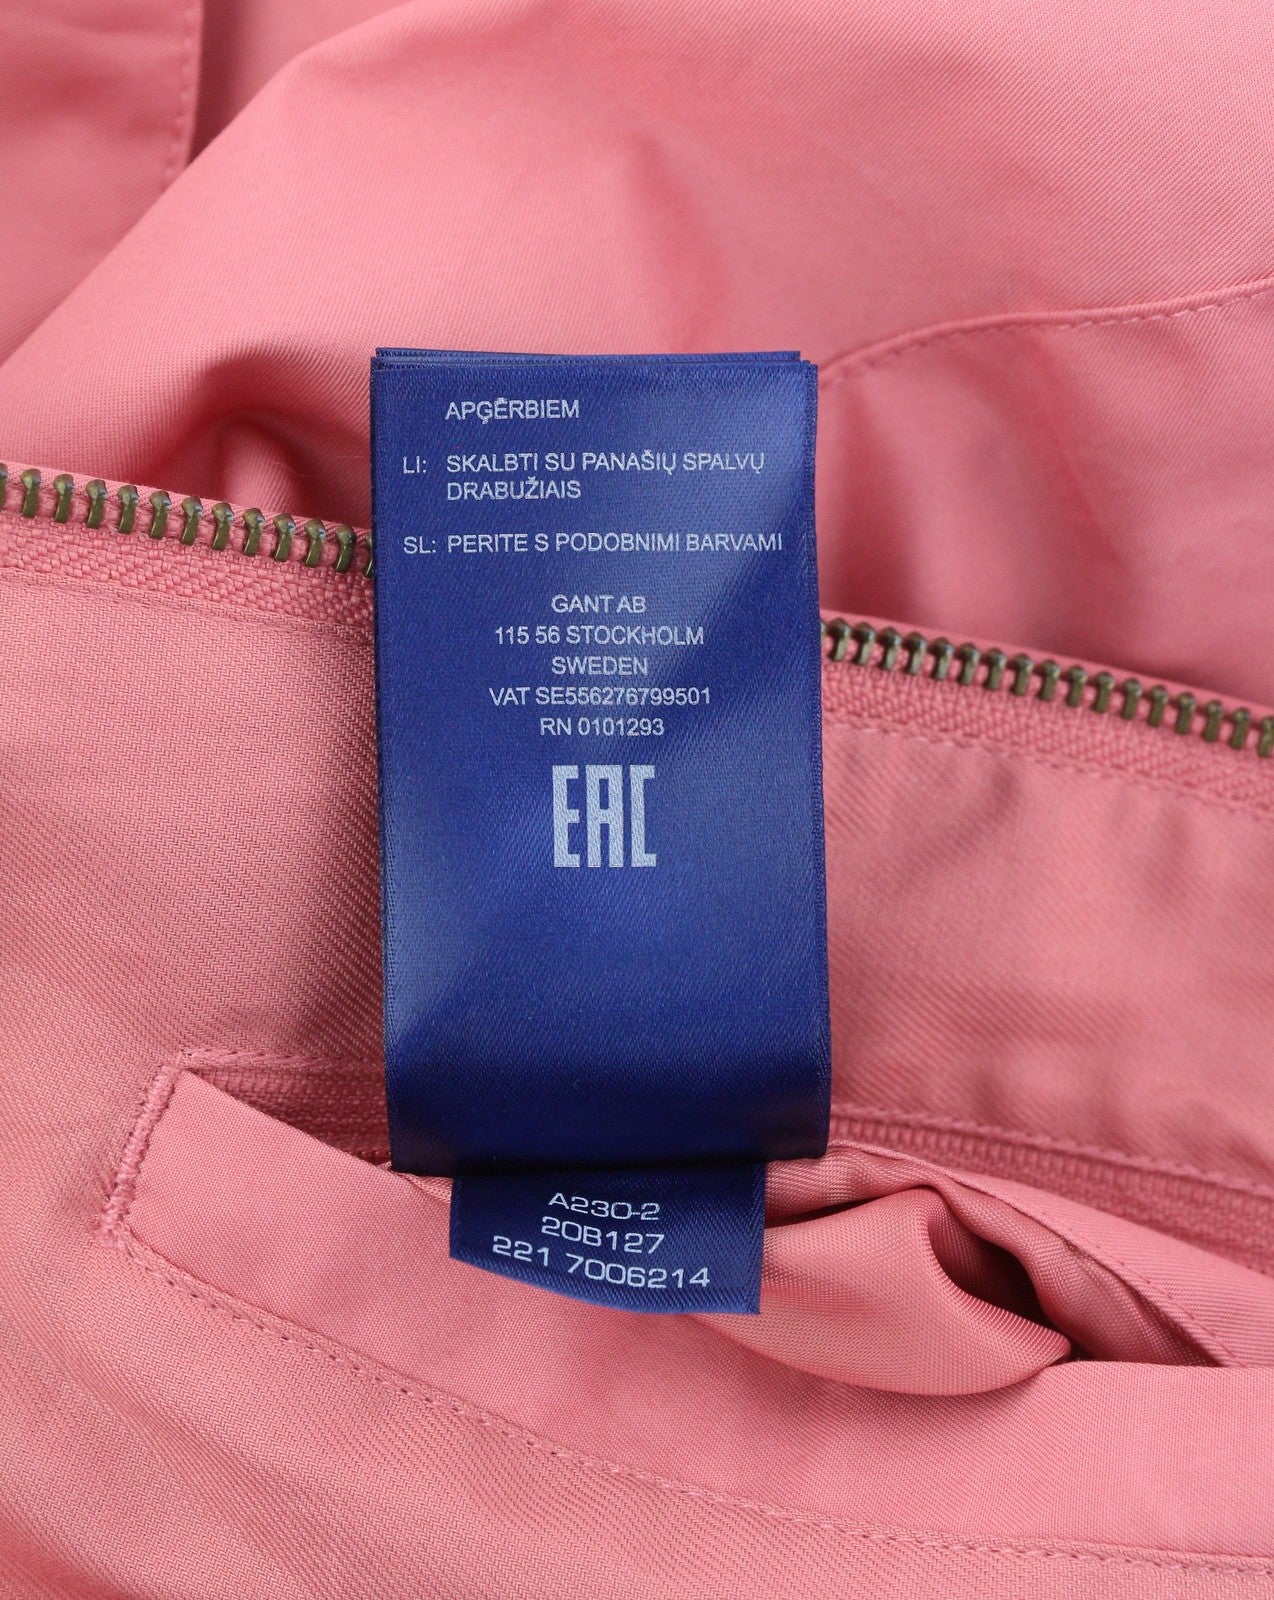 APĢĒRBIEM
LI: SKALBTI SU PANAŠIŲ SPALVŲ
DRABUŽIAIS
SL: PERITE S PODOBNIMI BARVAMI
GANT AB
115 56 STOCKHOLM
SWEDEN
VAT SE556276799501
RN 0101293
EAC
A230-2
20B127
221 7006214